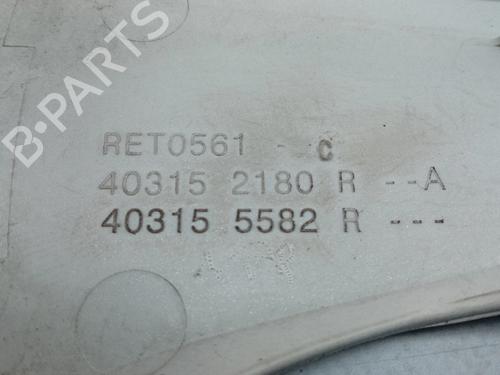 B-PARTS
RET0561 - C
40315 2180 R --A
40315 5582 R ---